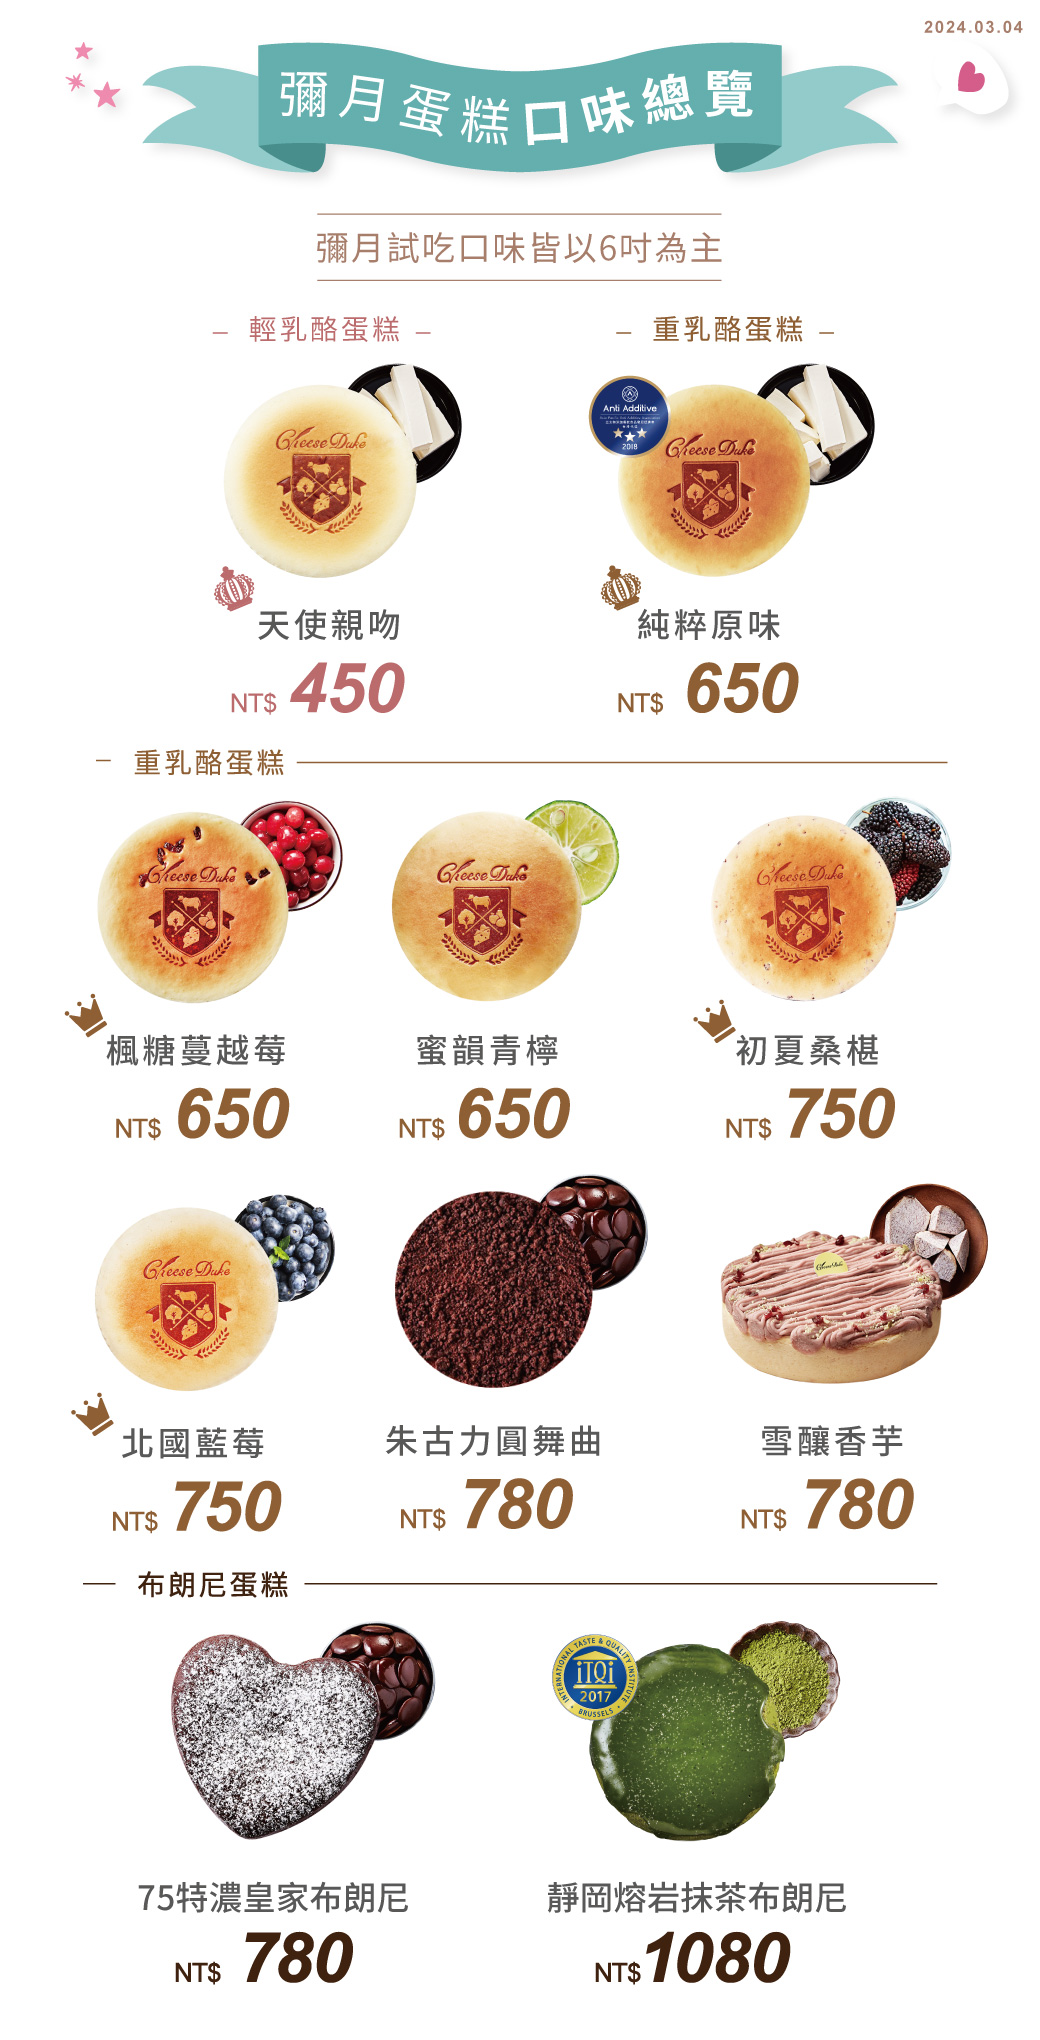 2024.03.04
彌月蛋糕口味總覽
彌月試吃口味皆以6吋為主
– 輕乳酪蛋糕 –
– 重乳酪蛋糕 –
Cheese Duke
Anti Additive
2018
Cheese Duke
天使親吻
純粹原味
NT$ 450
NT$ 650
– 重乳酪蛋糕
Cheese Duke
Cheese Duke
Cheese Duke
楓糖蔓越莓
蜜韻青檸
初夏桑椹
NT$ 650
NT$ 650
NT$ 750
Cheese Duke
Cheese Duke
北國藍莓
朱古力圓舞曲
雪釀香芋
NT$ 750
NT$ 780
NT$ 780
— 布朗尼蛋糕
INTERNATIONAL TASTE & QUALITY INSTITUTE
iTQi
2017
BRUSSELS
75特濃皇家布朗尼
靜岡熔岩抹茶布朗尼
NT$ 780
NT$ 1080